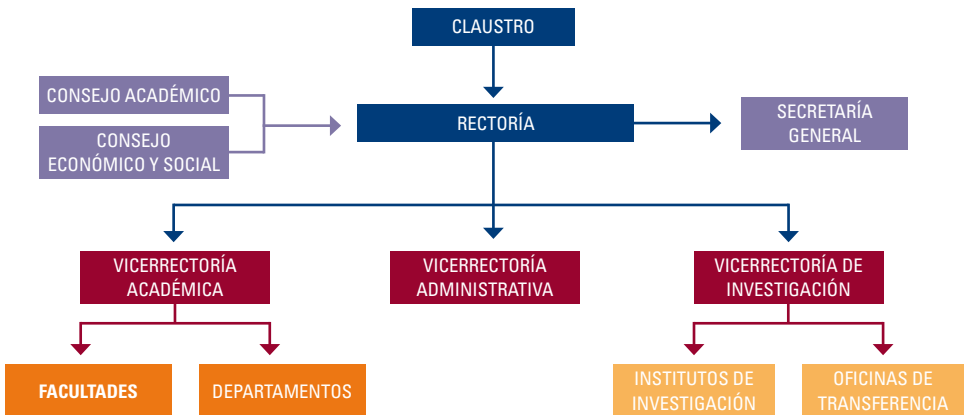 CLAUSTRO
CONSEJO ACADÉMICO
CONSEJO
ECONÓMICO Y SOCIAL
RECTORÍA
SECRETARÍA
GENERAL
VICERRECTORÍA
ACADÉMICA
VICERRECTORÍA
ADMINISTRATIVA
VICERRECTORÍA DE
INVESTIGACIÓN
FACULTADES
DEPARTAMENTOS
INSTITUTOS DE
INVESTIGACIÓN
OFICINAS DE
TRANSFERENCIA